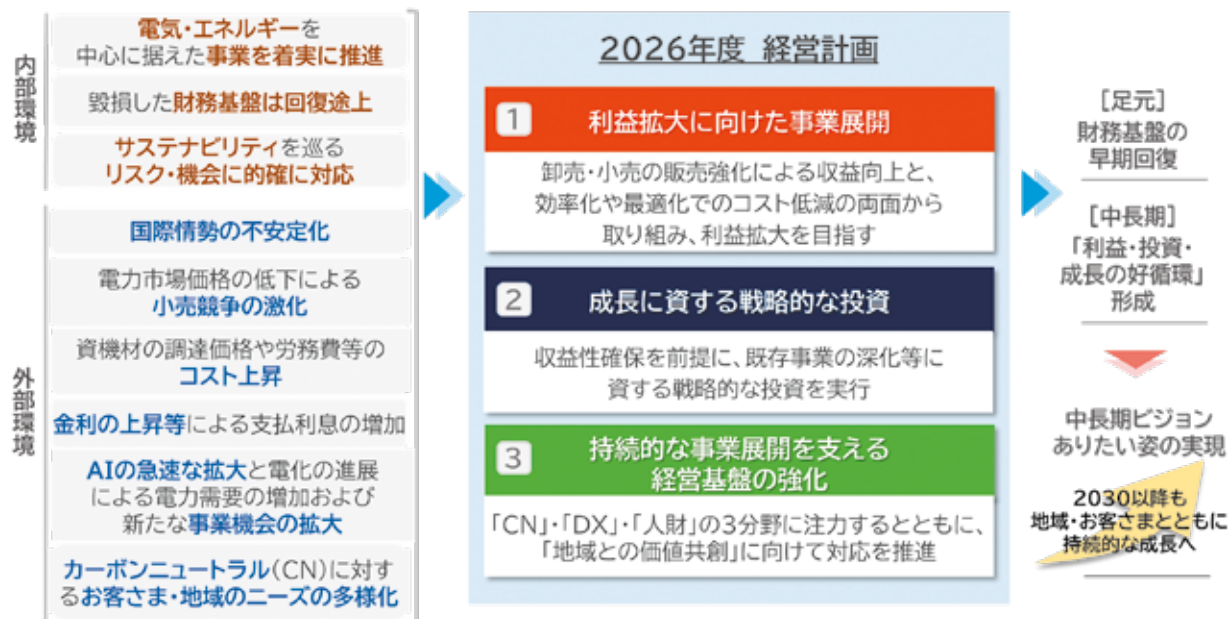 内部環境
電気・エネルギーを
中心に据えた事業を着実に推進
毀損した財務基盤は回復途上
サステナビリティを巡る
リスク・機会に的確に対応
外部環境
国際情勢の不安定化
電力市場価格の低下による
小売競争の激化
資機材の調達価格や労務費等の
コスト上昇
金利の上昇等による支払利息の増加
AIの急速な拡大と電化の進展
による電力需要の増加および
新たな事業機会の拡大
カーボンニュートラル(CN)に対す
るお客さま・地域のニーズの多様化
2026年度 経営計画
1 利益拡大に向けた事業展開
卸売・小売の販売強化による収益向上と、
効率化や最適化でのコスト低減の両面から
取り組み、利益拡大を目指す
2 成長に資する戦略的な投資
収益性確保を前提に、既存事業の深化等に
資する戦略的な投資を実行
3 持続的な事業展開を支える
経営基盤の強化
「CN」・「DX」・「人財」の3分野に注力するとともに、
「地域との価値共創」に向けて対応を推進
[足元]
財務基盤の
早期回復
[中長期]
「利益・投資・
成長の好循環」
形成
中長期ビジョン
ありたい姿の実現
2030以降も
地域・お客さまとともに
持続的な成長へ